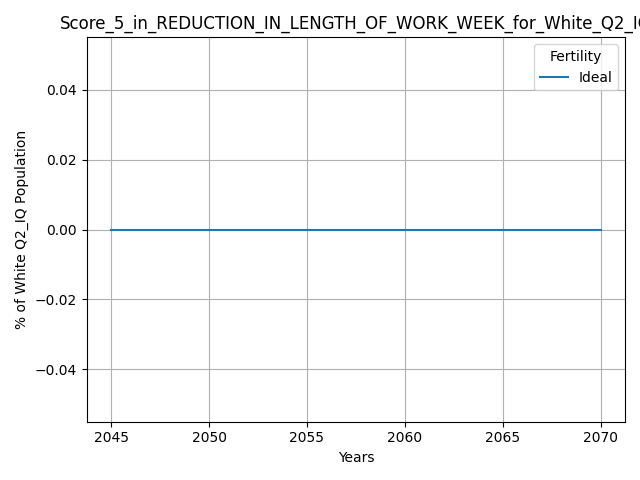 Score_5_in_REDUCTION_IN_LENGTH_OF_WORK_WEEK_for_White_Q2_I
Fertility
Ideal
0.04
0.02
0.00
−0.02
−0.04
% of White Q2_IQ Population
2045 2050 2055 2060 2065 2070
Years